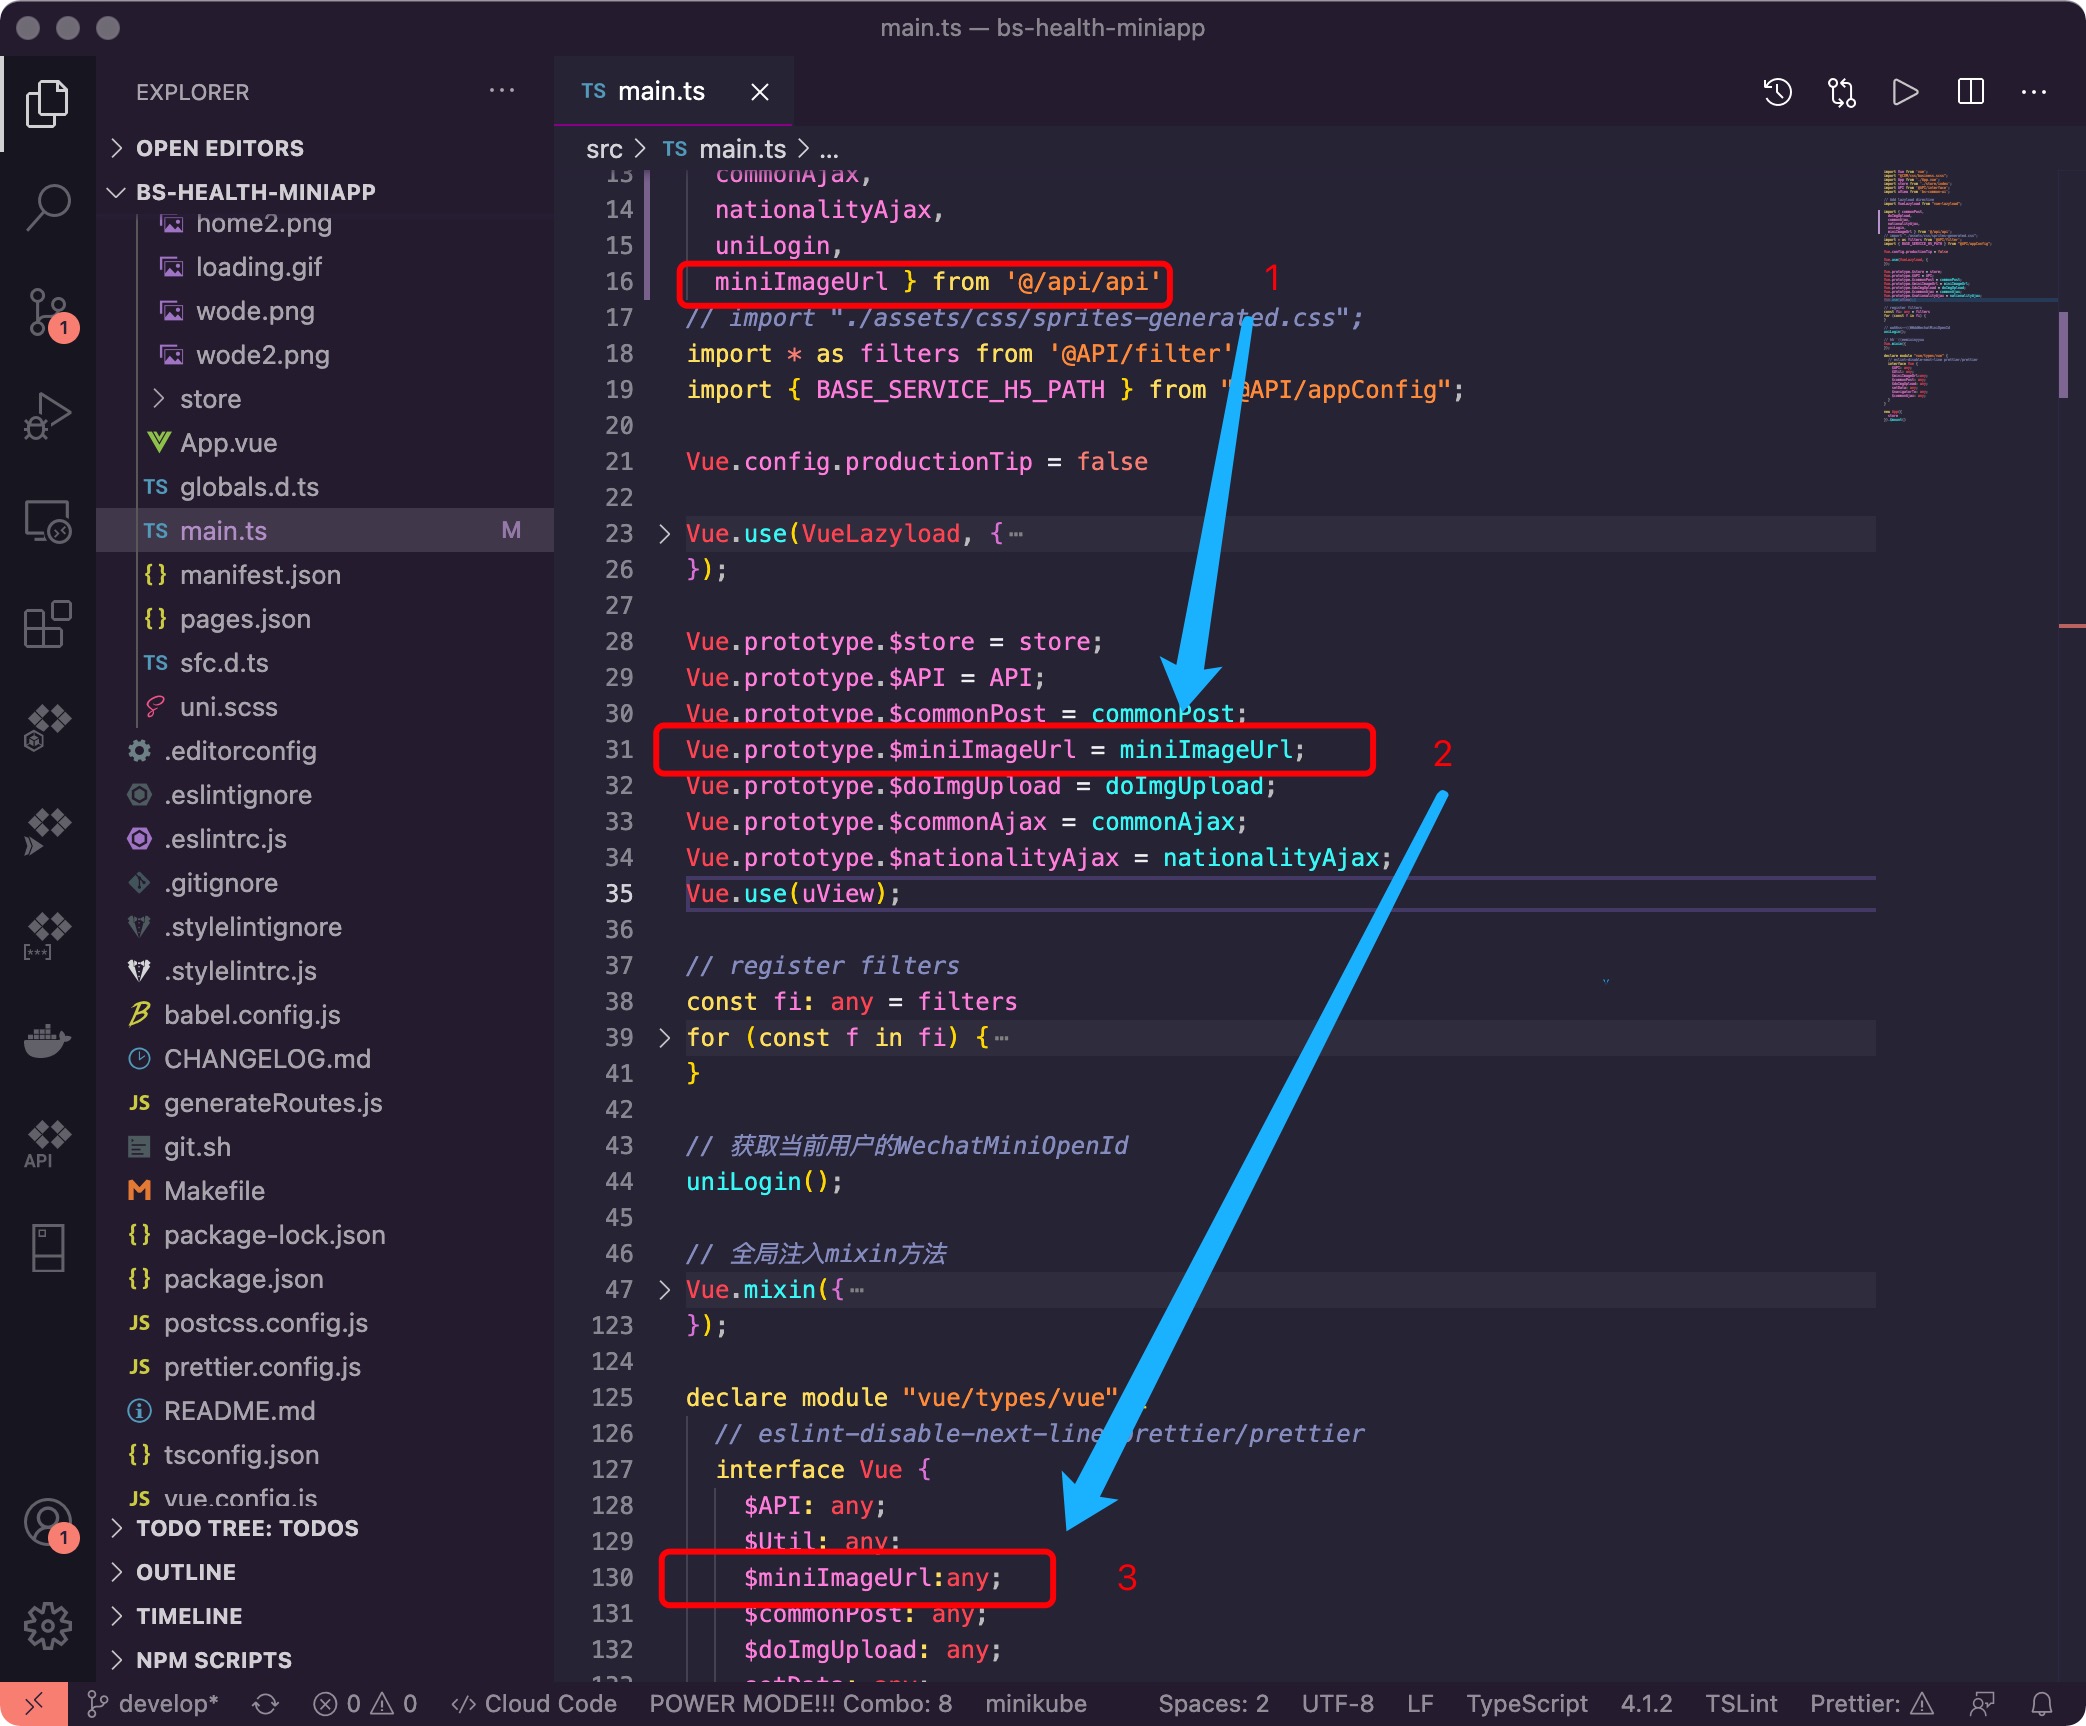 main.ts — bs-health-miniapp
EXPLORER
OPEN EDITORS
BS-HEALTH-MINIAPP
home2.png
loading.gif
wode.png
wode2.png
store
App.vue
TS globals.d.ts
TS main.ts M
{} manifest.json
{} pages.json
TS sfc.d.ts
uni.scss
.editorconfig
.eslintignore
.eslintrc.js
.gitignore
.stylelintignore
.stylelintrc.js
babel.config.js
CHANGELOG.md
JS generateRoutes.js
git.sh
Makefile
{} package-lock.json
{} package.json
JS postcss.config.js
JS prettier.config.js
README.md
{} tsconfig.json
JS vue.config.js
TODO TREE: TODOS
OUTLINE
TIMELINE
NPM SCRIPTS
1
API
1
TS main.ts
src > TS main.ts > ...
13 commonAjax,
14 nationalityAjax,
15 uniLogin,
16 miniImageUrl } from '@/api/api'
1
17 // import "./assets/css/sprites-generated.css";
18 import * as filters from '@API/filter'
19 import { BASE_SERVICE_H5_PATH } from "@API/appConfig";
20
21 Vue.config.productionTip = false
22
23 Vue.use(VueLazyload, {
26 });
27
28 Vue.prototype.$store = store;
29 Vue.prototype.$API = API;
30 Vue.prototype.$commonPost = commonPost;
31 Vue.prototype.$miniImageUrl = miniImageUrl;
2
32 Vue.prototype.$doImgUpload = doImgUpload;
33 Vue.prototype.$commonAjax = commonAjax;
34 Vue.prototype.$nationalityAjax = nationalityAjax;
35 Vue.use(uView);
36
37 // register filters
38 const fi: any = filters
39 for (const f in fi) {
41 }
42
43 // 获取当前用户的WechatMiniOpenId
44 uniLogin();
45
46 // 全局注入mixin方法
47 Vue.mixin({
123 });
124
125 declare module "vue/types/vue"
126 // eslint-disable-next-line prettier/prettier
127 interface Vue {
128 $API: any;
129 $Util: any;
130 $miniImageUrl:any;
3
131 $commonPost: any;
132 $doImgUpload: any;
develop* 0 0 Cloud Code POWER MODE!!! Combo: 8 minikube Spaces: 2 UTF-8 LF TypeScript 4.1.2 TSLint Prettier: